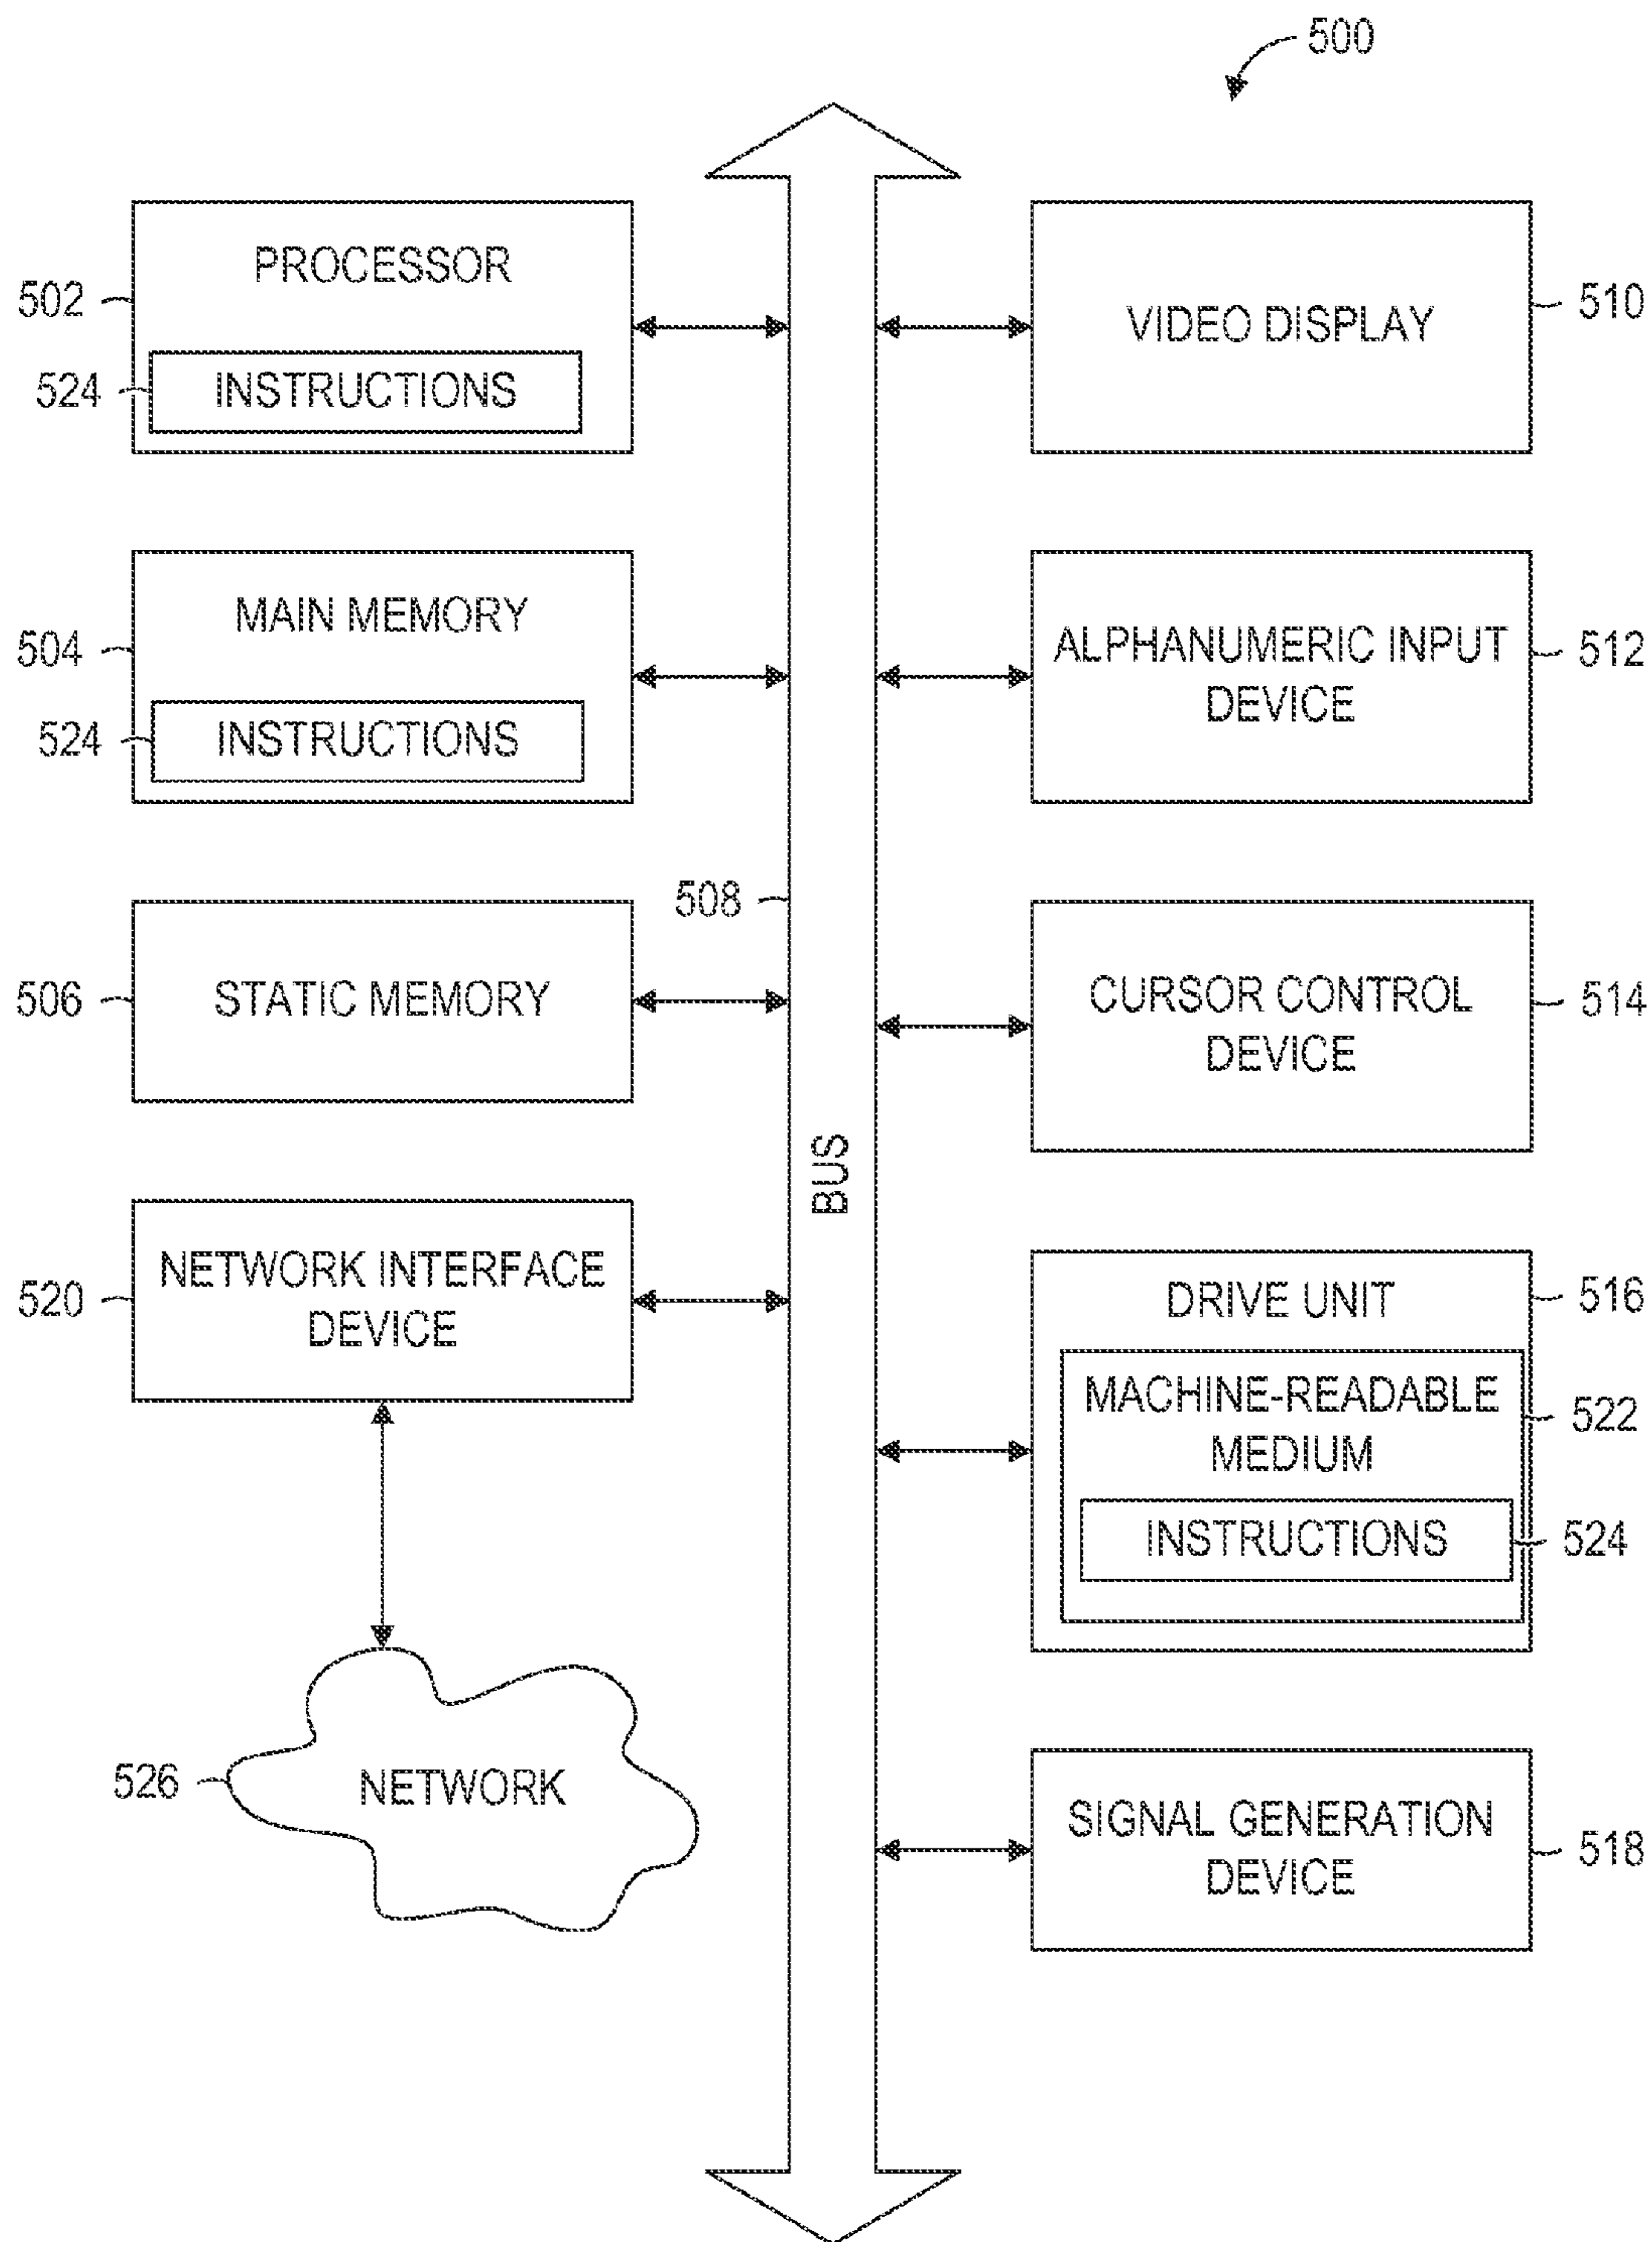 500
PROCESSOR
502
524
INSTRUCTIONS
VIDEO DISPLAY
510
MAIN MEMORY
504
524
INSTRUCTIONS
ALPHANUMERIC INPUT
DEVICE
512
508
506
STATIC MEMORY
CURSOR CONTROL
DEVICE
514
BUS
NETWORK INTERFACE
DEVICE
520
DRIVE UNIT
516
MACHINE-READABLE
MEDIUM
522
INSTRUCTIONS
524
526
NETWORK
SIGNAL GENERATION
DEVICE
518